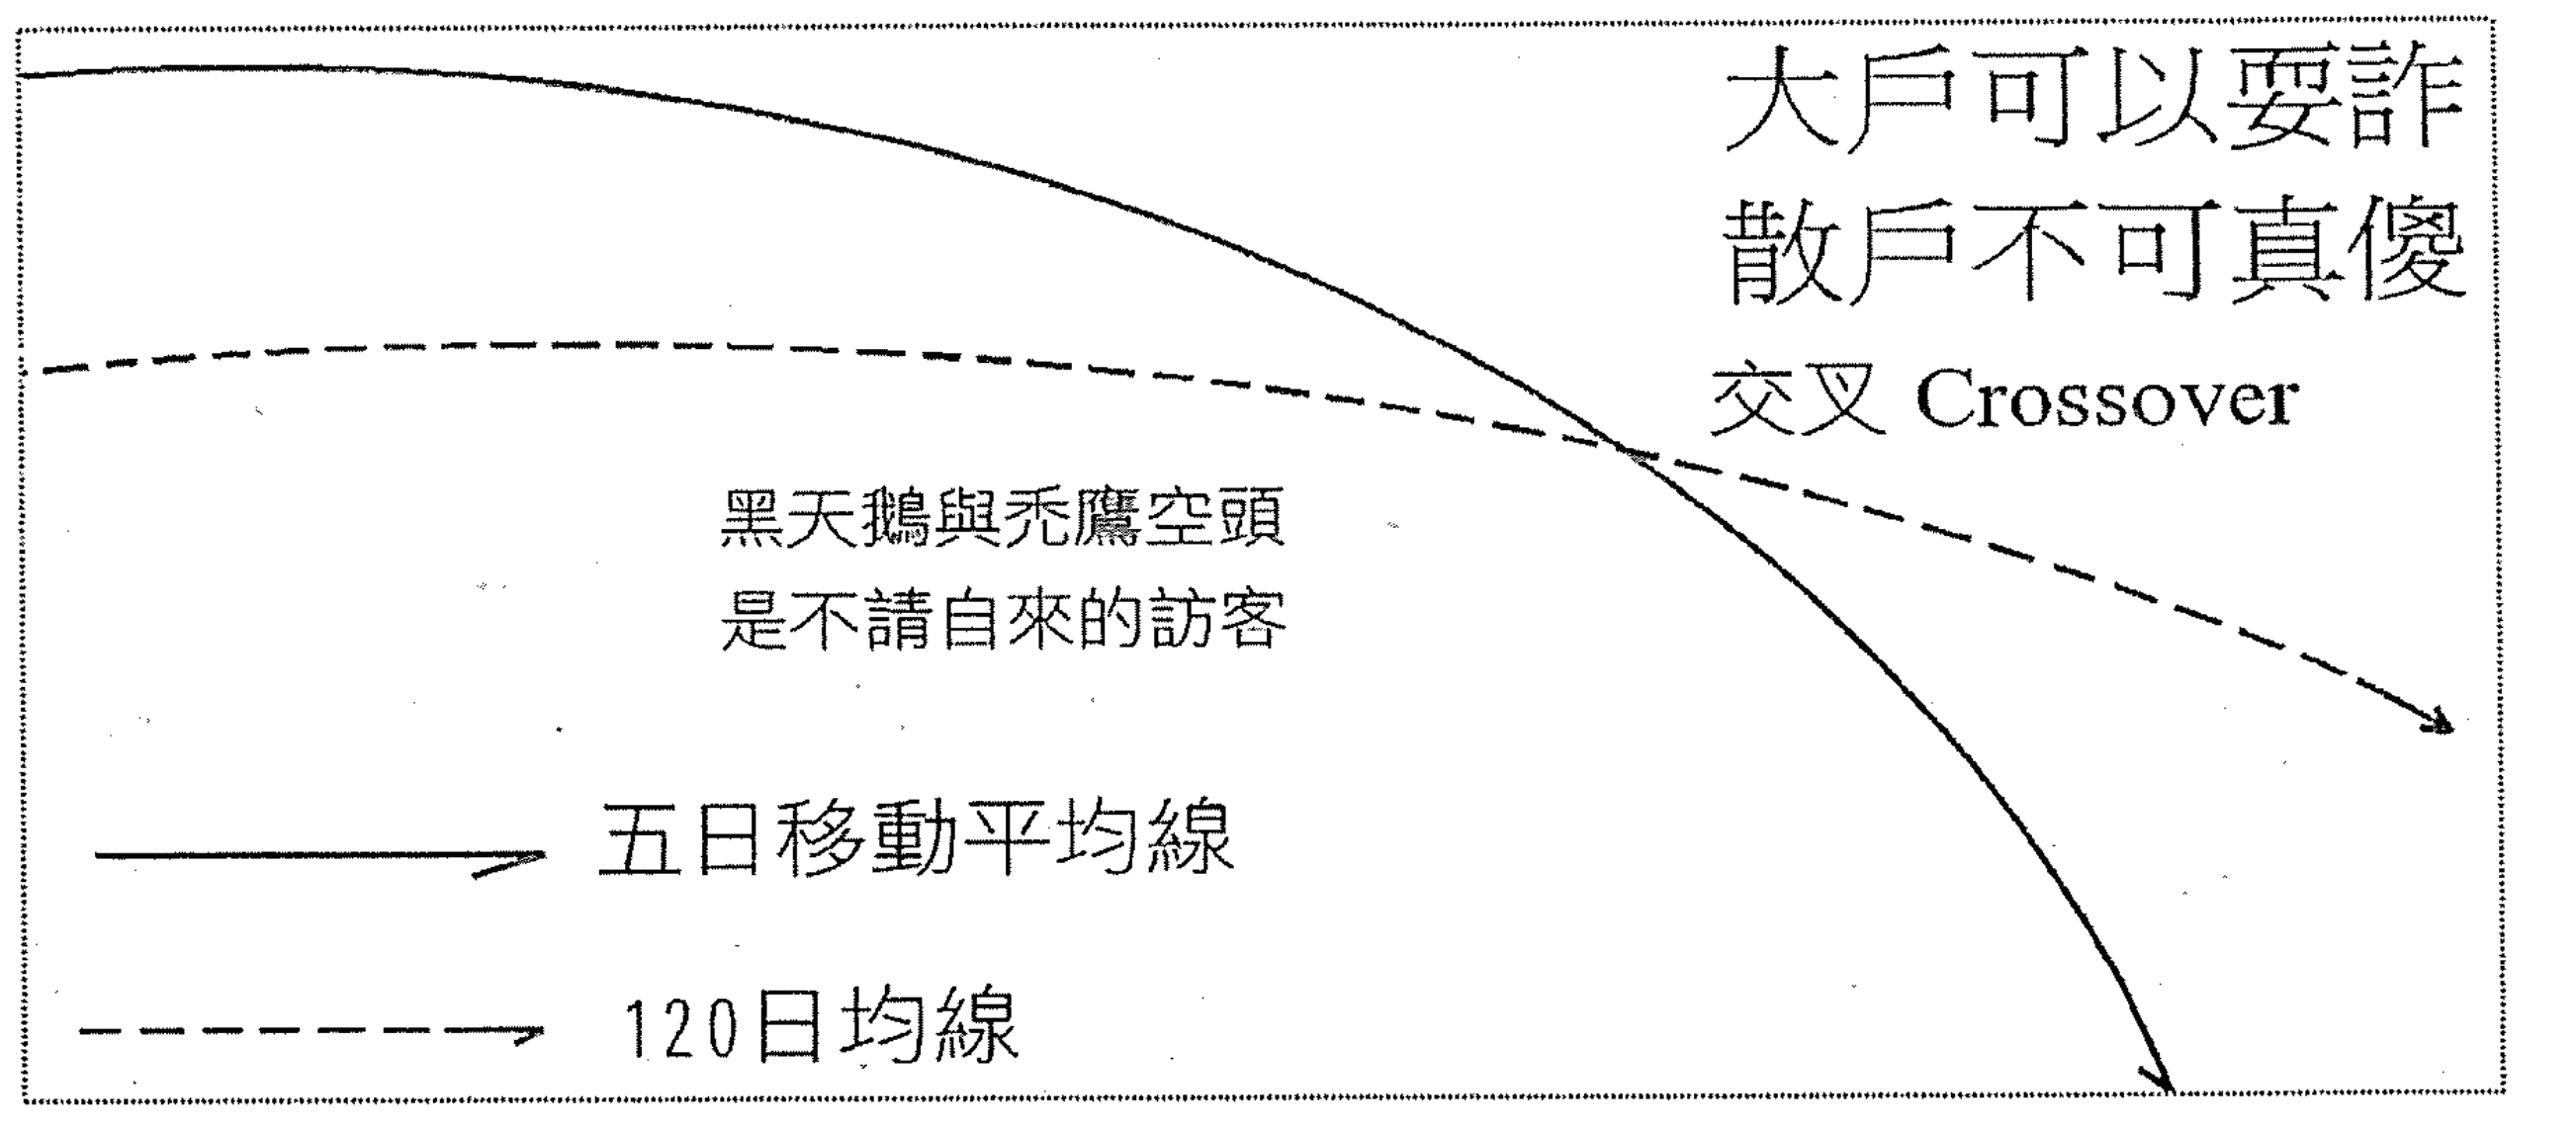 大戶可以耍詐
散戶不可真傻
交叉 Crossover
黑天鵝與禿鷹空頭
是不請自來的訪客
五日移動平均線
120日均線